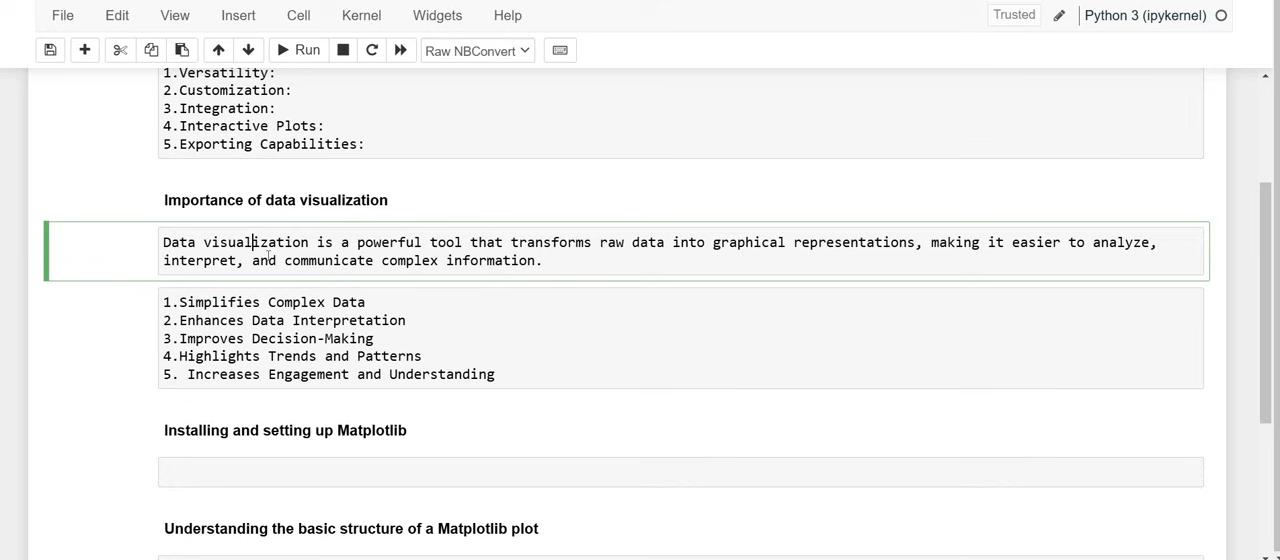 File Edit View Insert Cell Kernel Widgets Help Trusted Python 3 (ipykernel)
Run Raw NBConvert
1.Versatility:
2.Customization:
3.Integration:
4.Interactive Plots:
5.Exporting Capabilities:
Importance of data visualization
Data visualization is a powerful tool that transforms raw data into graphical representations, making it easier to analyze,
interpret, and communicate complex information.
1.Simplifies Complex Data
2.Enhances Data Interpretation
3.Improves Decision-Making
4.Highlights Trends and Patterns
5. Increases Engagement and Understanding
Installing and setting up Matplotlib
Understanding the basic structure of a Matplotlib plot